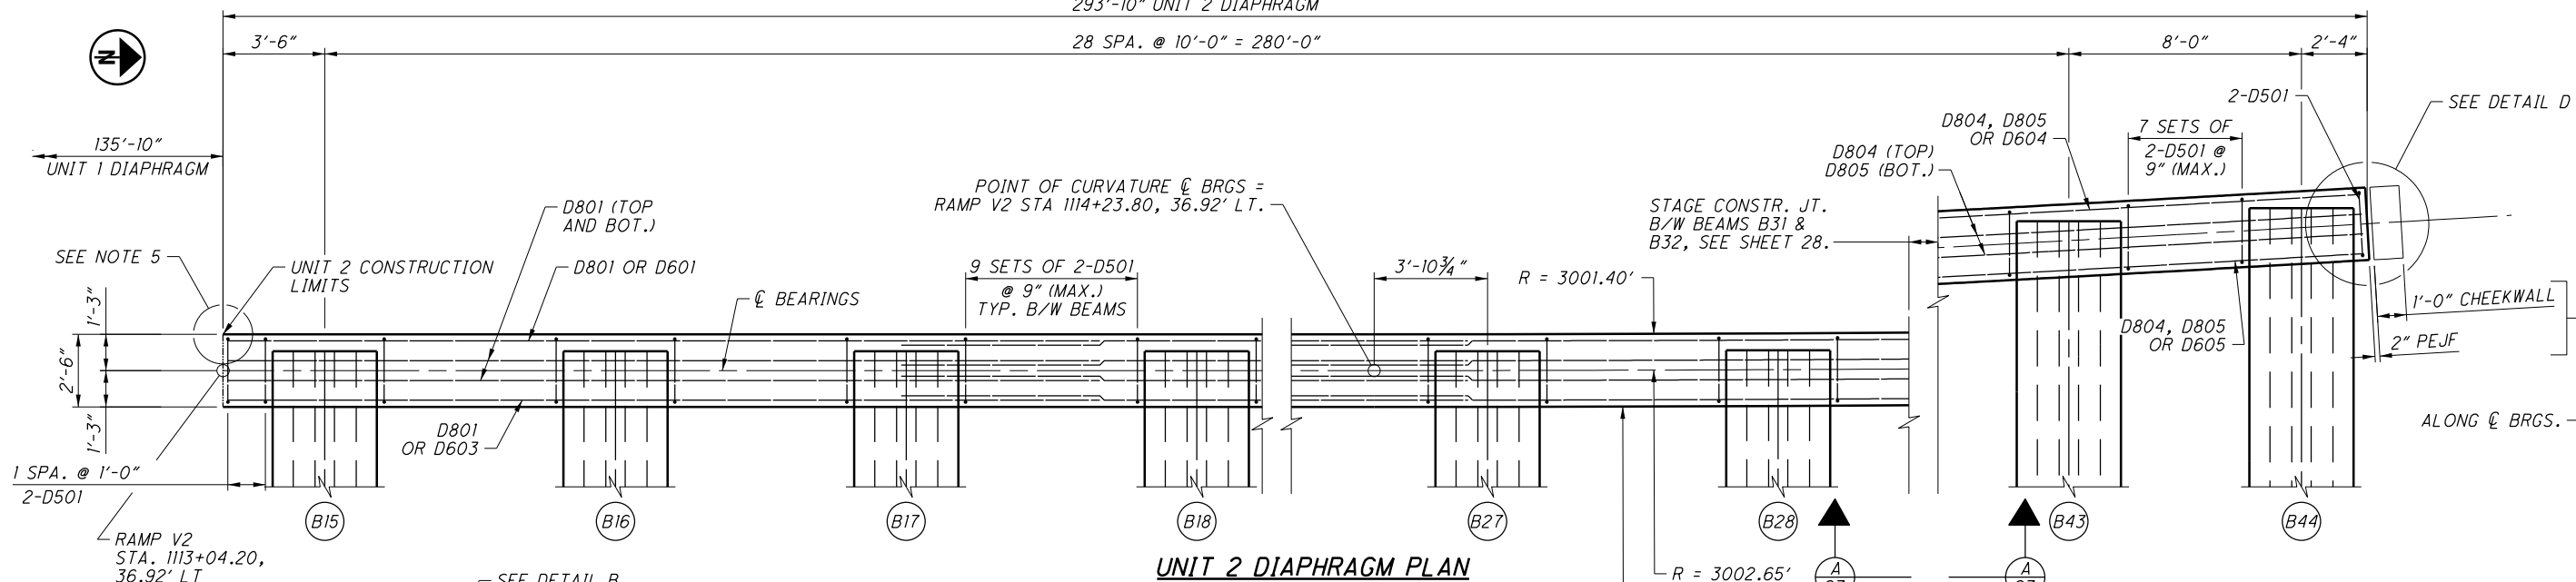 293'-10" UNIT 2 DIAPHRAGM
3'-6"
28 SPA. @ 10'-0" = 280'-0"
8'-0"
2'-4"
N
135'-10"
UNIT 1 DIAPHRAGM
SEE NOTE 5
UNIT 2 CONSTRUCTION
LIMITS
D801 (TOP
AND BOT.)
D801 OR D601
℄ BEARINGS
9 SETS OF 2-D501
@ 9" (MAX.)
TYP. B/W BEAMS
POINT OF CURVATURE ℄ BRGS =
RAMP V2 STA 1114+23.80, 36.92' LT.
3'-10¾"
R = 3001.40'
STAGE CONSTR. JT.
B/W BEAMS B31 &
B32, SEE SHEET 28.
D804 (TOP)
D805 (BOT.)
D804, D805
OR D604
7 SETS OF
2-D501 @
9" (MAX.)
2-D501
SEE DETAIL D
1'-0" CHEEKWALL
2" PEJF
D804, D805
OR D605
ALONG ℄ BRGS.
1'-3"
2'-6"
1'-3"
D801
OR D603
1 SPA. @ 1'-0"
2-D501
RAMP V2
STA. 1113+04.20,
36.92' LT
B15
B16
B17
B18
B27
B28
B43
B44
UNIT 2 DIAPHRAGM PLAN
SEE DETAIL B
R = 3002.65'
A
A